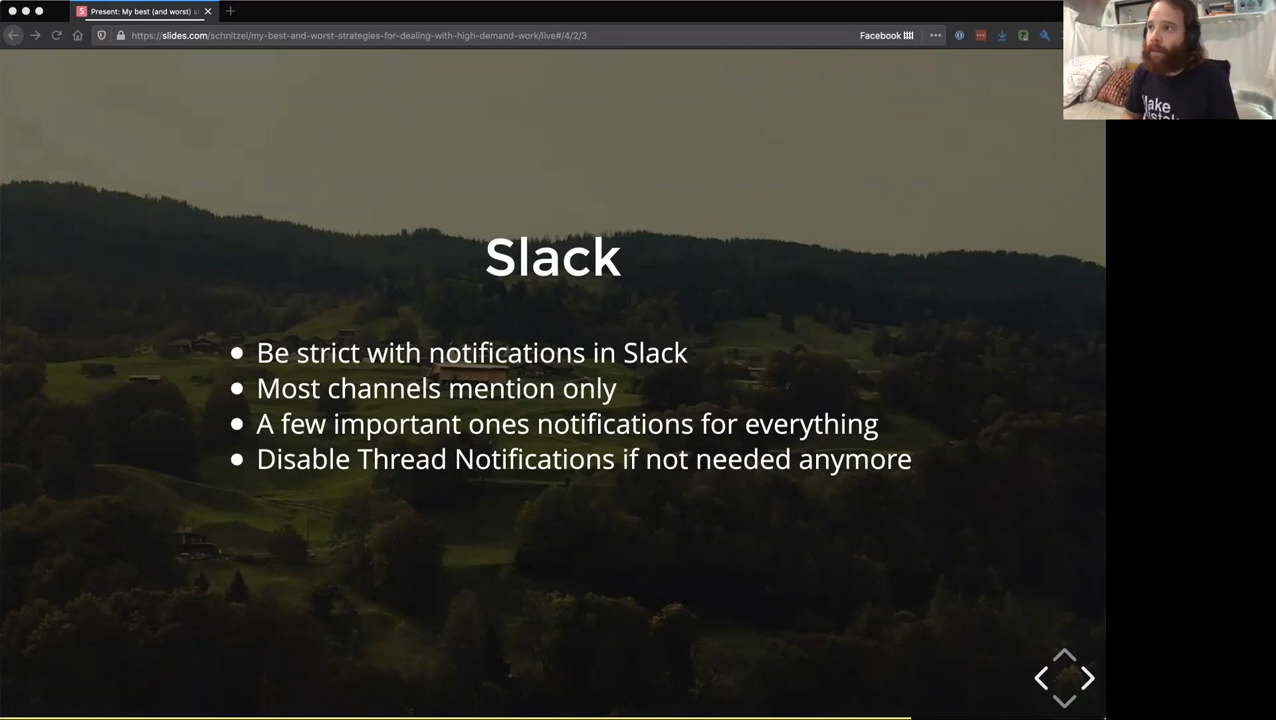 Present: My best (and worst)
https://slides.com/schnitzel/my-best-and-worst-strategies-for-dealing-with-high-demand-work/live#/4/2/3
Facebook
Slack
Be strict with notifications in Slack
Most channels mention only
A few important ones notifications for everything
Disable Thread Notifications if not needed anymore